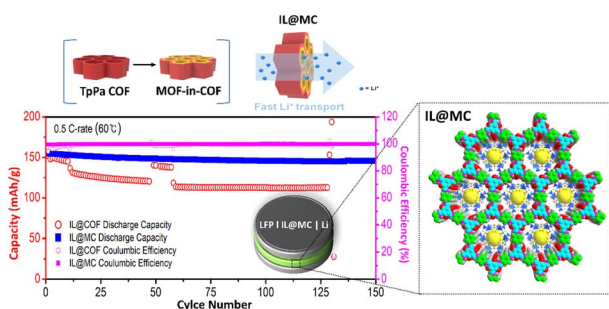 IL@MC
TpPa COF
MOF-in-COF
= Li⁺
Fast Li⁺ transport
IL@MC
0.5 C-rate (60℃)
200
150
100
50
0
Capacity (mAh/g)
120
100
80
60
40
20
0
Coulombic Efficiency (%)
IL@COF Discharge Capacity
IL@MC Discharge Capacity
IL@COF Coulumbic Efficiency
IL@MC Coulumbic Efficiency
LFP l IL@MC | Li
0 25 50 75 100 125 150
Cylce Number